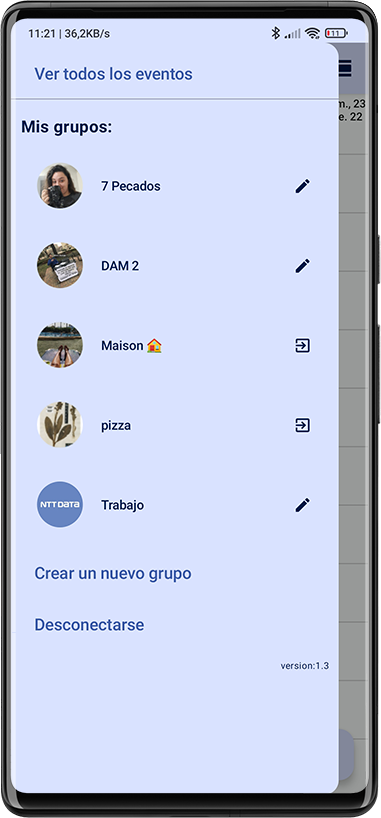 11:21 | 36,2KB/s
11
Ver todos los eventos
m., 23
e. 22
Mis grupos:
7 Pecados
DAM 2
Maison 🏠
pizza
NTT DATA
Trabajo
Crear un nuevo grupo
Desconectarse
version:1.3